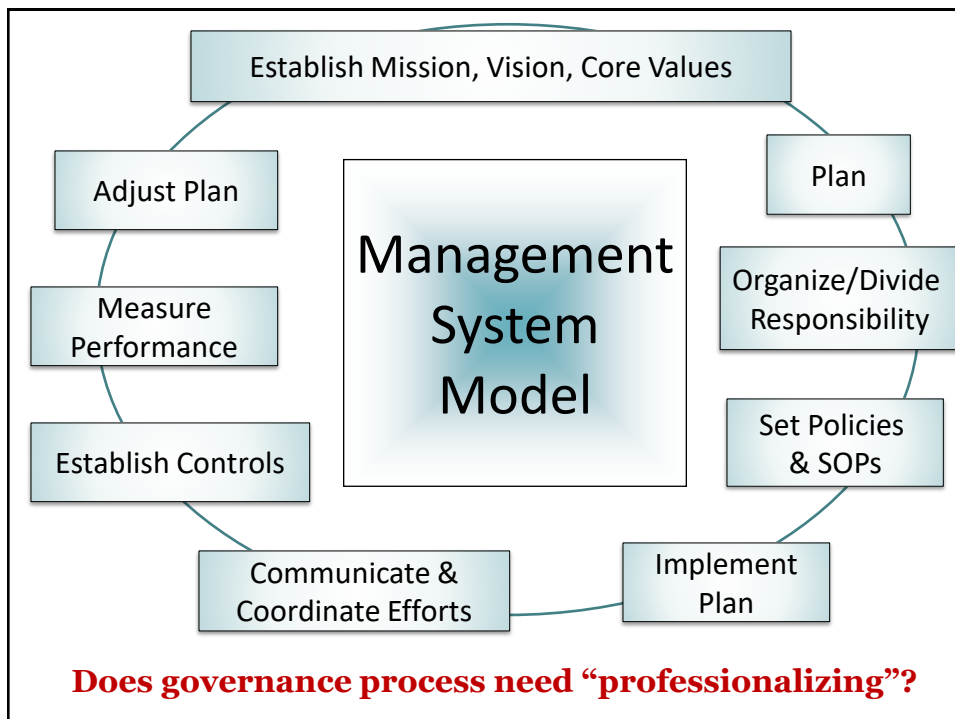 Establish Mission, Vision, Core Values
Plan
Organize/Divide
Responsibility
Set Policies
& SOPs
Implement
Plan
Communicate &
Coordinate Efforts
Establish Controls
Measure
Performance
Adjust Plan
Management
System
Model
Does governance process need “professionalizing”?